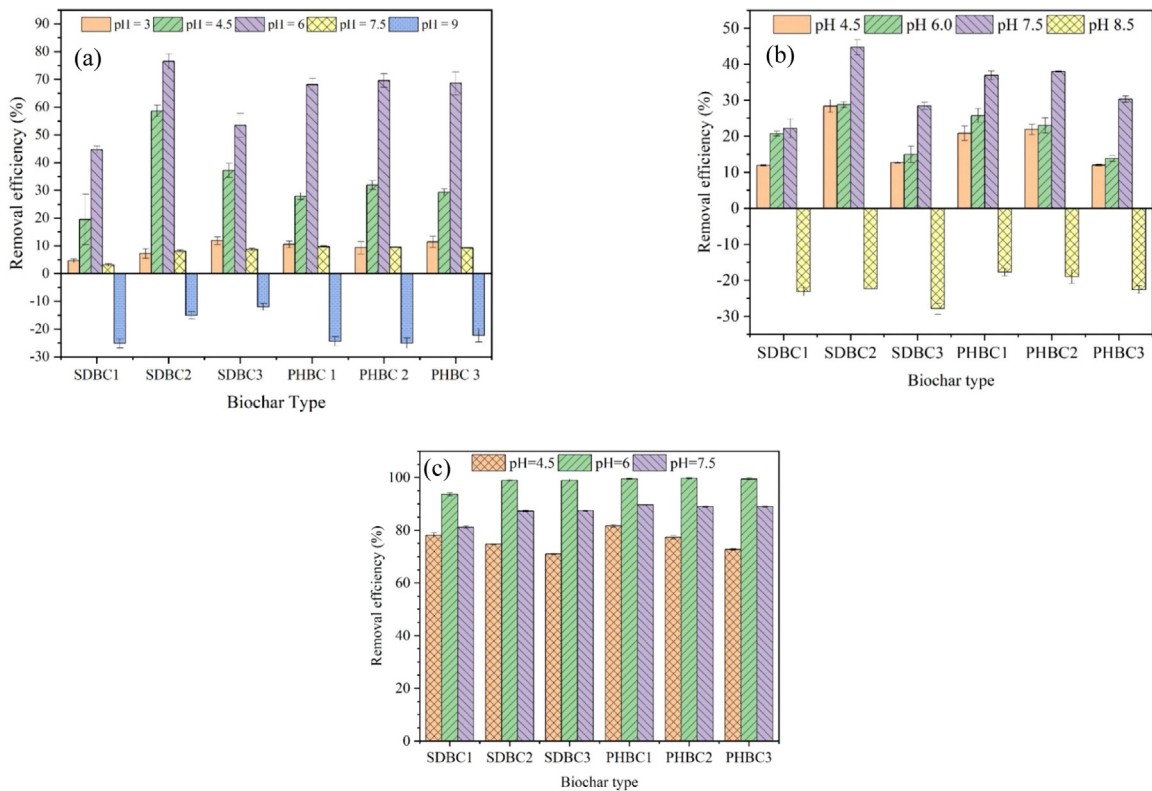 (a)
pH = 3 pH = 4.5 pH = 6 pH = 7.5 pH = 9
Removal efficiency (%)
90
80
70
60
50
40
30
20
10
0
-10
-20
-30
SDBC1 SDBC2 SDBC3 PHBC 1 PHBC 2 PHBC 3
Biochar Type
(b)
pH 4.5 pH 6.0 pH 7.5 pH 8.5
Removal efficiency (%)
50
40
30
20
10
0
-10
-20
-30
SDBC1 SDBC2 SDBC3 PHBC1 PHBC2 PHBC3
Biochar type
(c)
pH=4.5 pH=6 pH=7.5
Removal effciency (%)
100
80
60
40
20
0
SDBC1 SDBC2 SDBC3 PHBC1 PHBC2 PHBC3
Biochar type